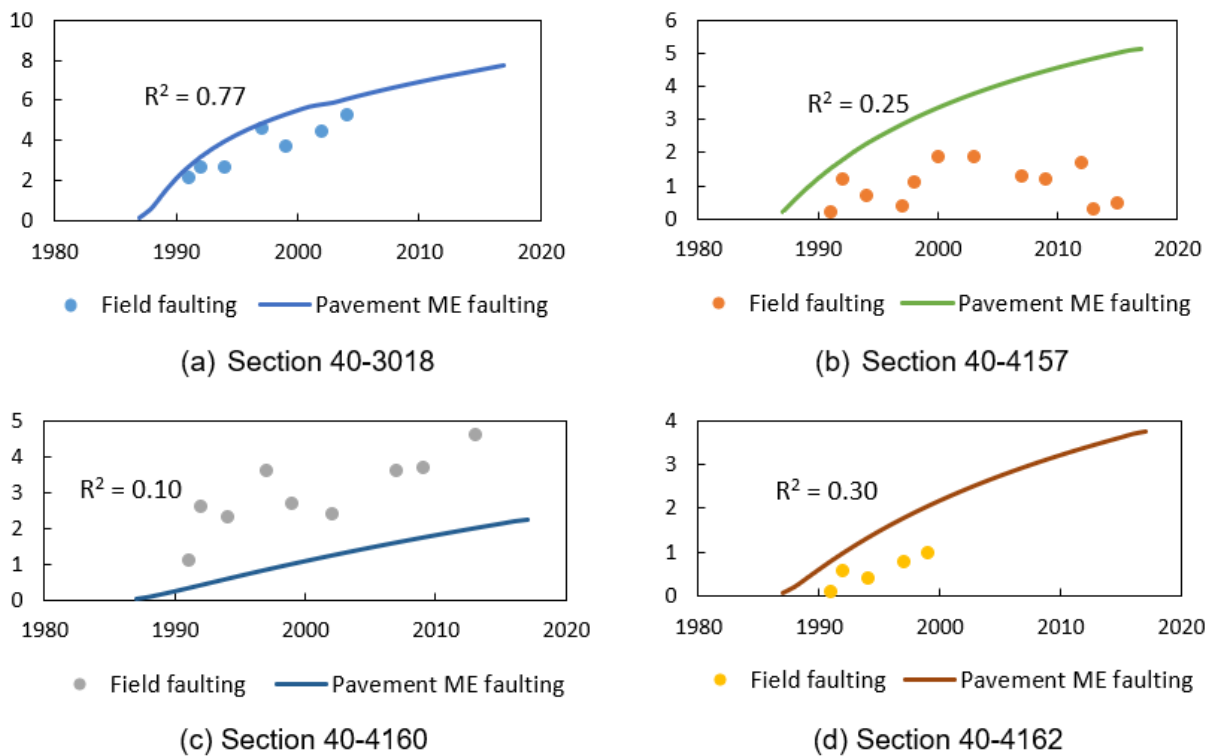 10
8
6
4
2
0
R² = 0.77
1980 1990 2000 2010 2020
Field faulting Pavement ME faulting
(a) Section 40-3018
6
5
4
3
2
1
0
R² = 0.25
1980 1990 2000 2010 2020
Field faulting Pavement ME faulting
(b) Section 40-4157
5
4
3
2
1
0
R² = 0.10
1980 1990 2000 2010 2020
Field faulting Pavement ME faulting
(c) Section 40-4160
4
3
2
1
0
R² = 0.30
1980 1990 2000 2010 2020
Field faulting Pavement ME faulting
(d) Section 40-4162